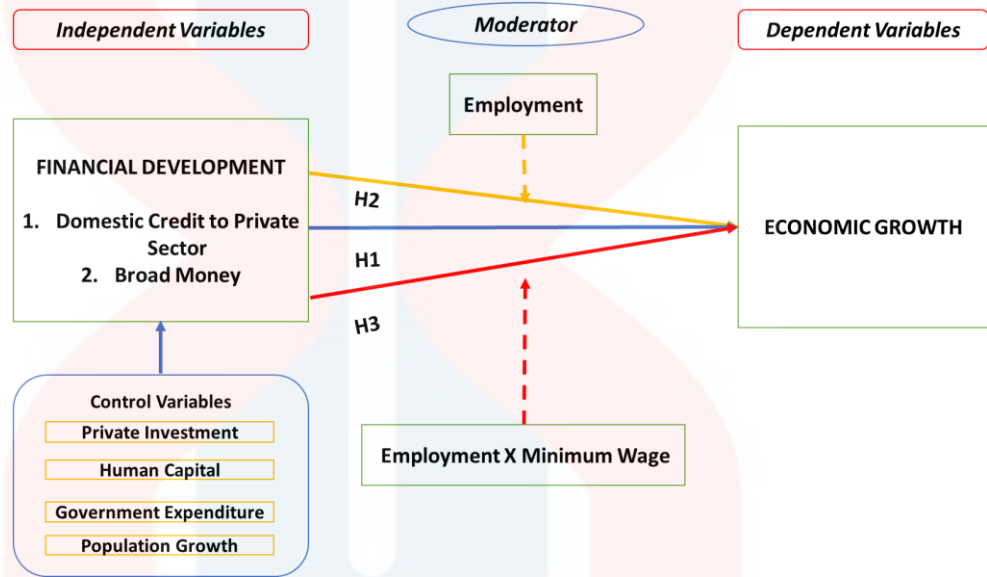 Independent Variables
Moderator
Dependent Variables
Employment
FINANCIAL DEVELOPMENT
1. Domestic Credit to Private
Sector
2. Broad Money
H2
H1
H3
ECONOMIC GROWTH
Control Variables
Private Investment
Human Capital
Government Expenditure
Population Growth
Employment X Minimum Wage